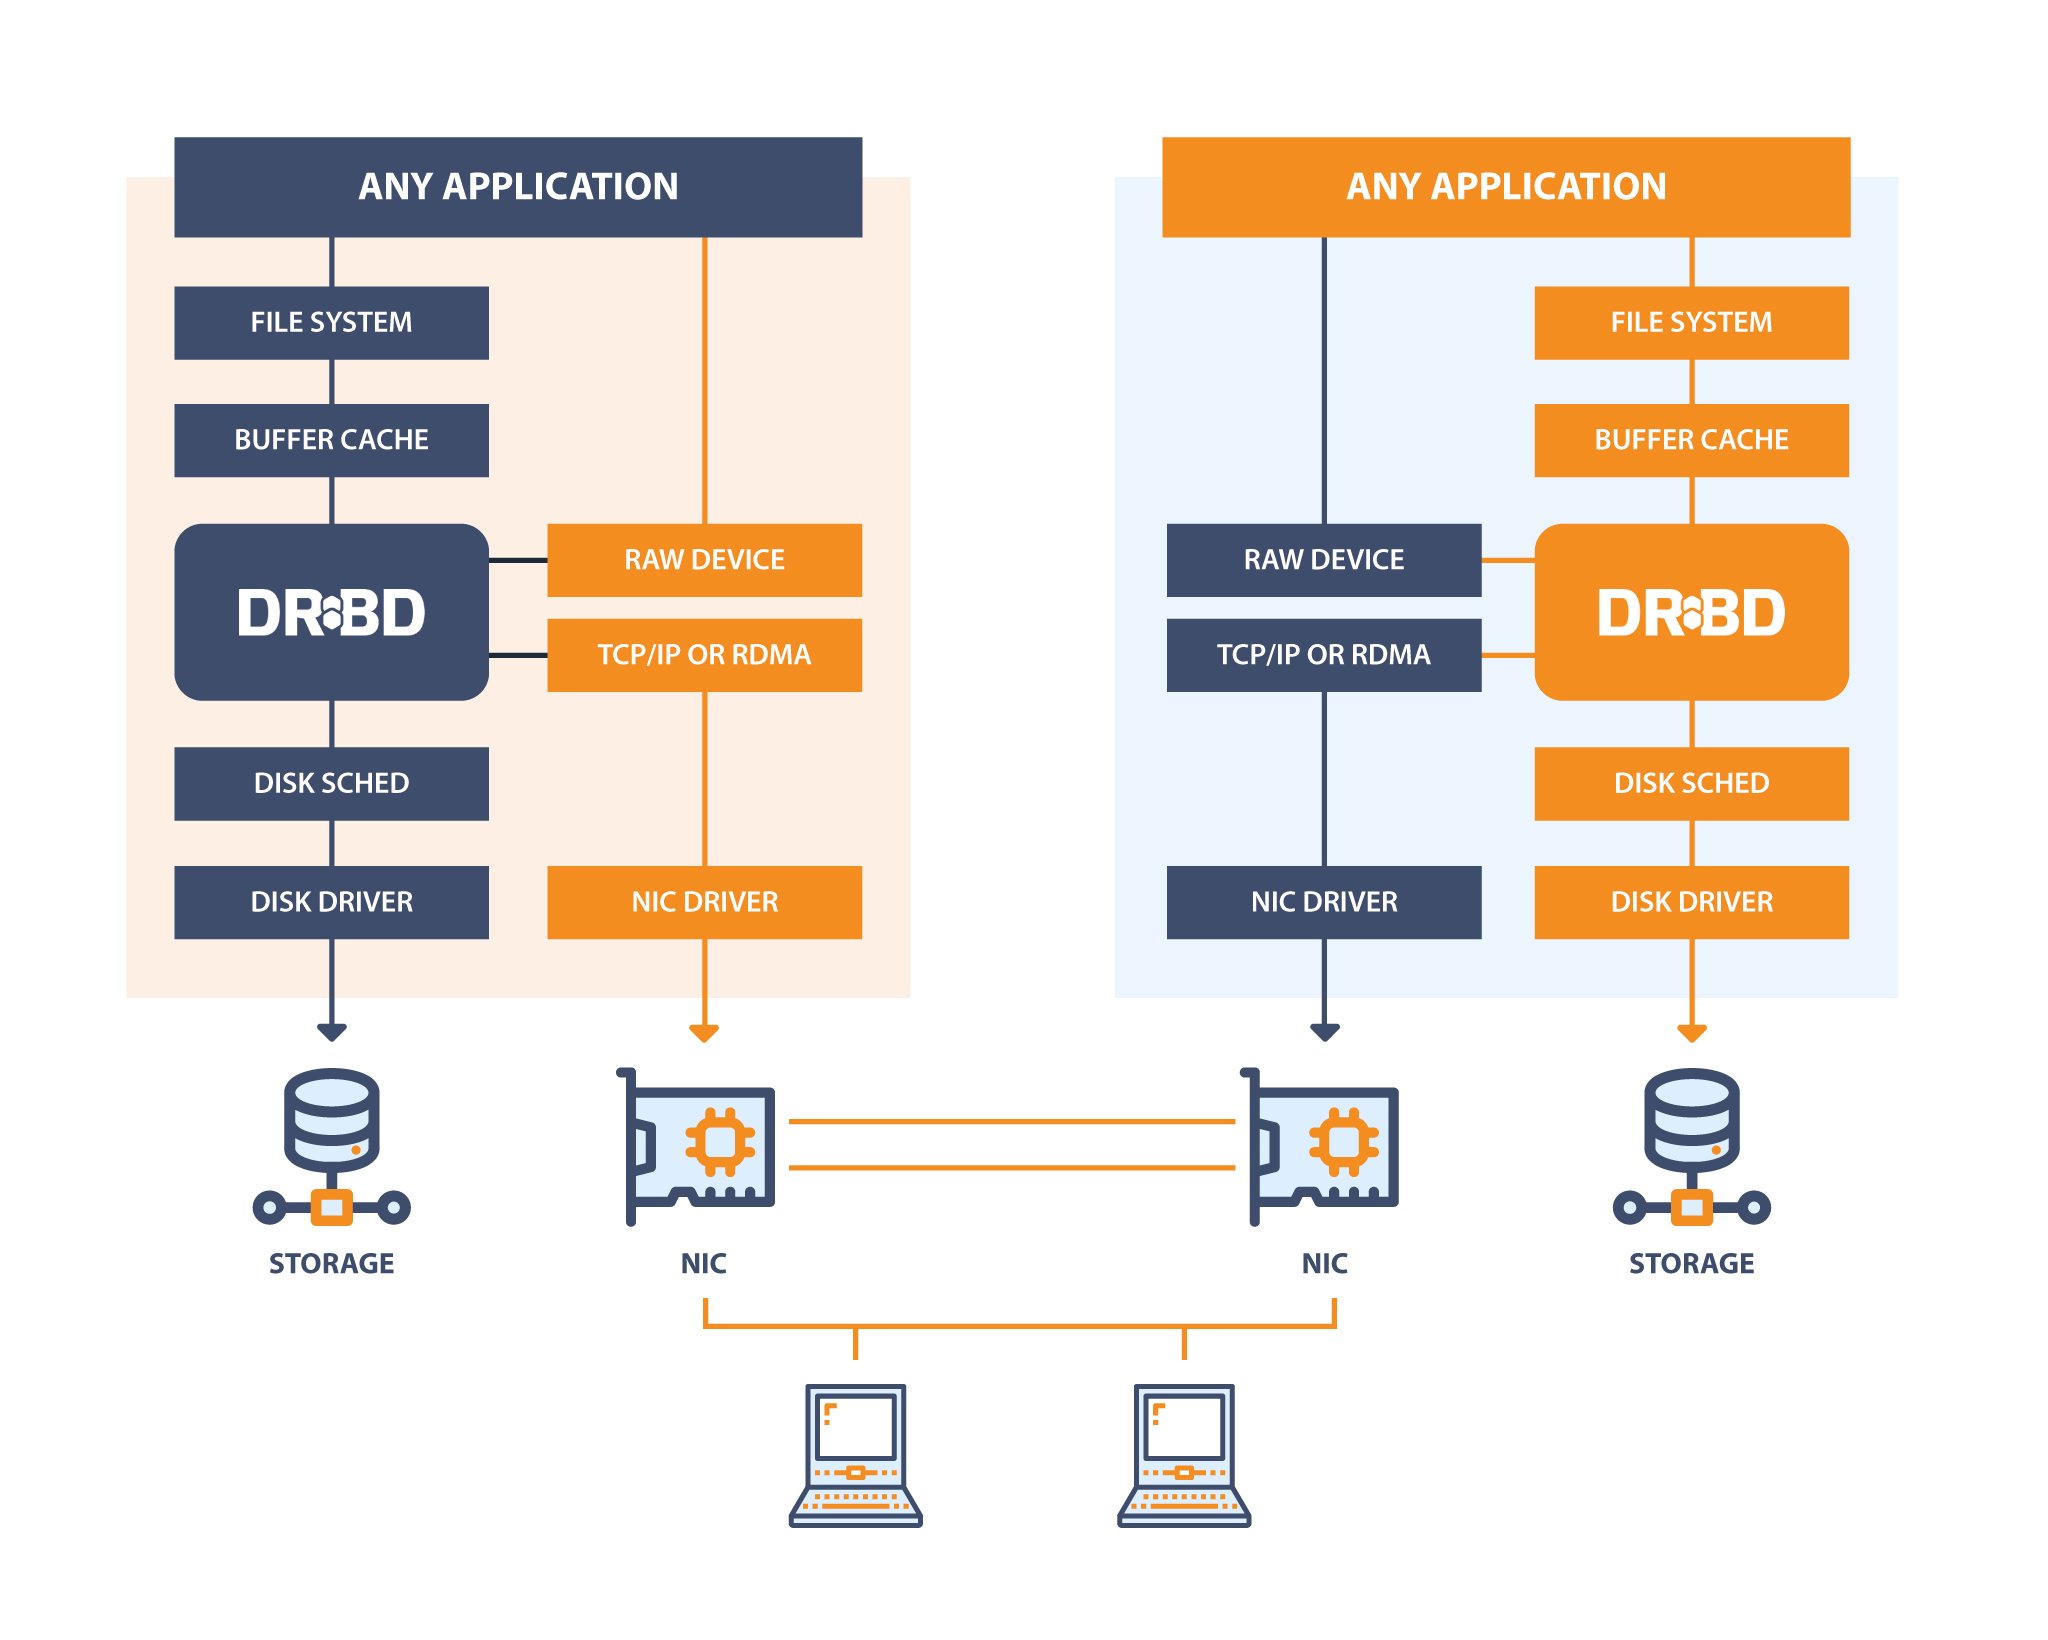 ANY APPLICATION
FILE SYSTEM
BUFFER CACHE
DRBD
RAW DEVICE
TCP/IP OR RDMA
DISK SCHED
DISK DRIVER
NIC DRIVER
STORAGE
NIC
ANY APPLICATION
FILE SYSTEM
BUFFER CACHE
RAW DEVICE
TCP/IP OR RDMA
DRBD
DISK SCHED
NIC DRIVER
DISK DRIVER
NIC
STORAGE